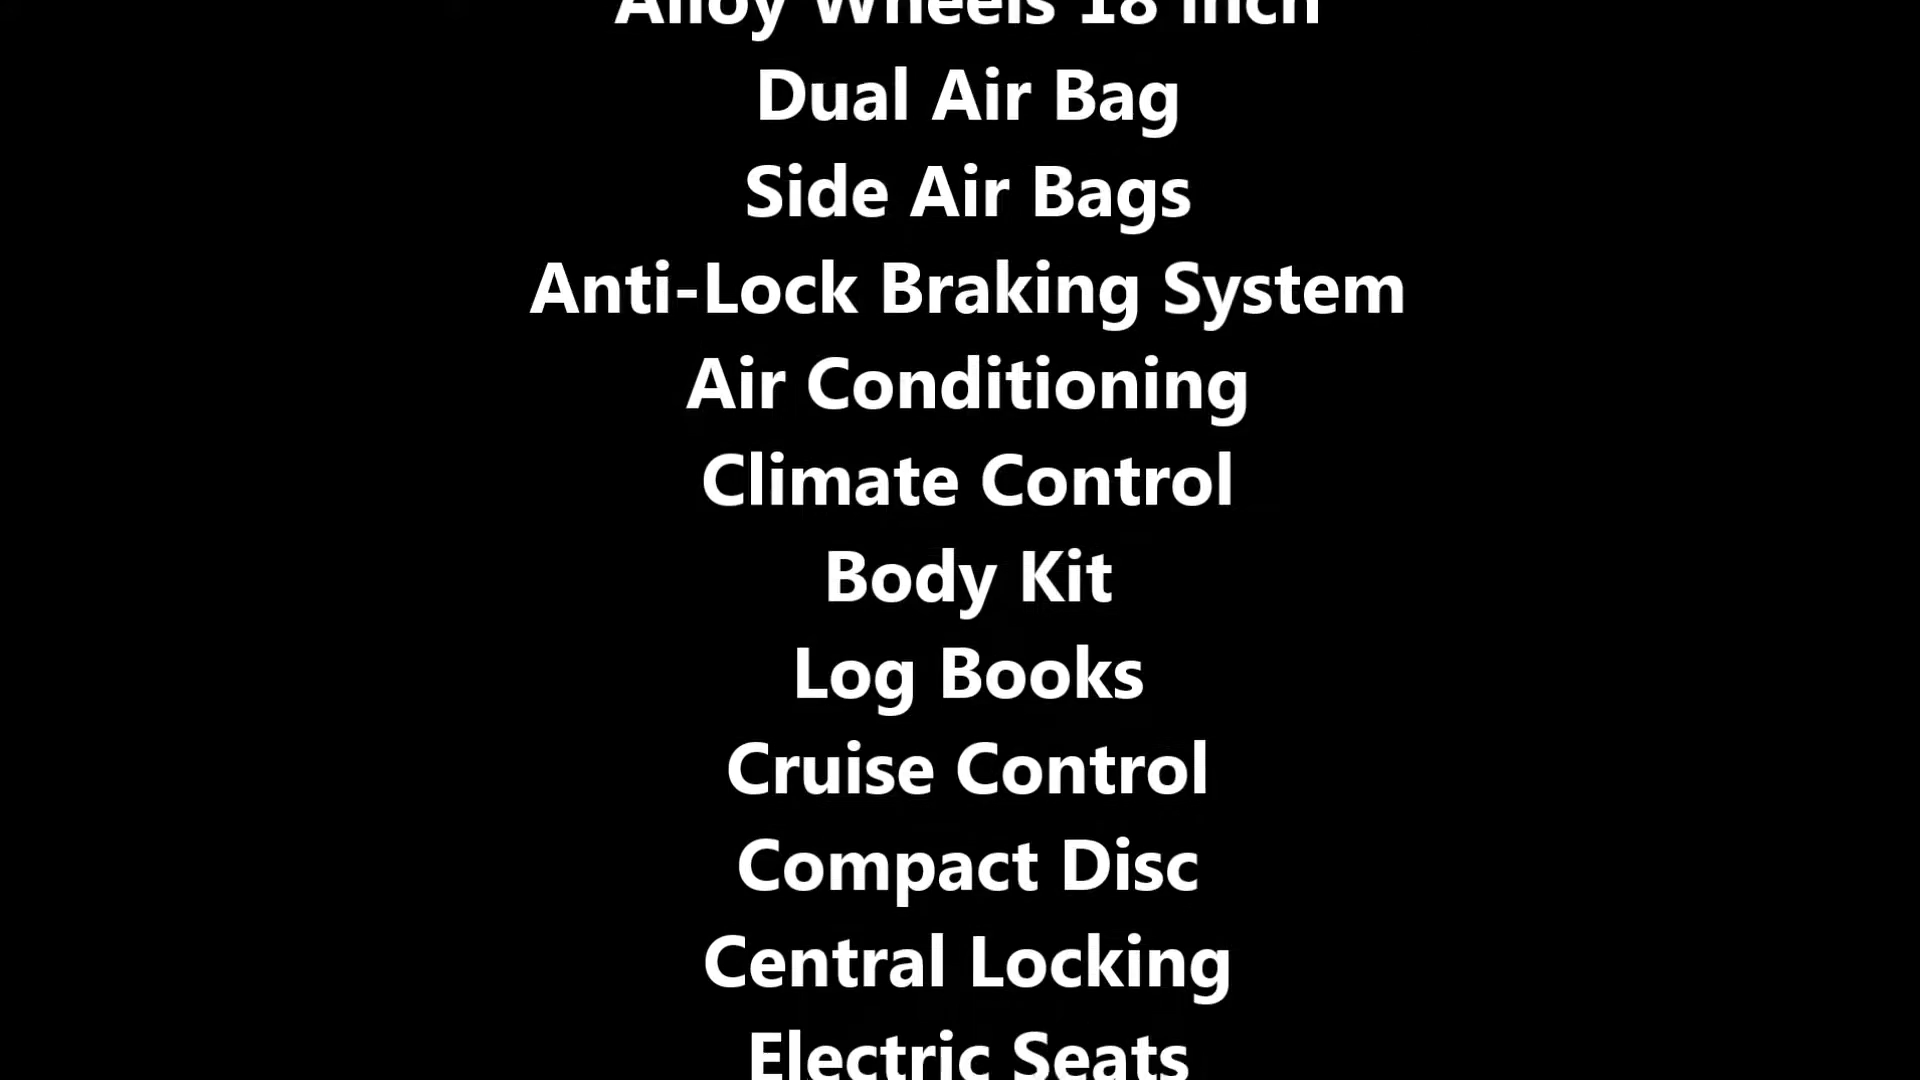 Alloy Wheels 18 inch
Dual Air Bag
Side Air Bags
Anti-Lock Braking System
Air Conditioning
Climate Control
Body Kit
Log Books
Cruise Control
Compact Disc
Central Locking
Electric Seats